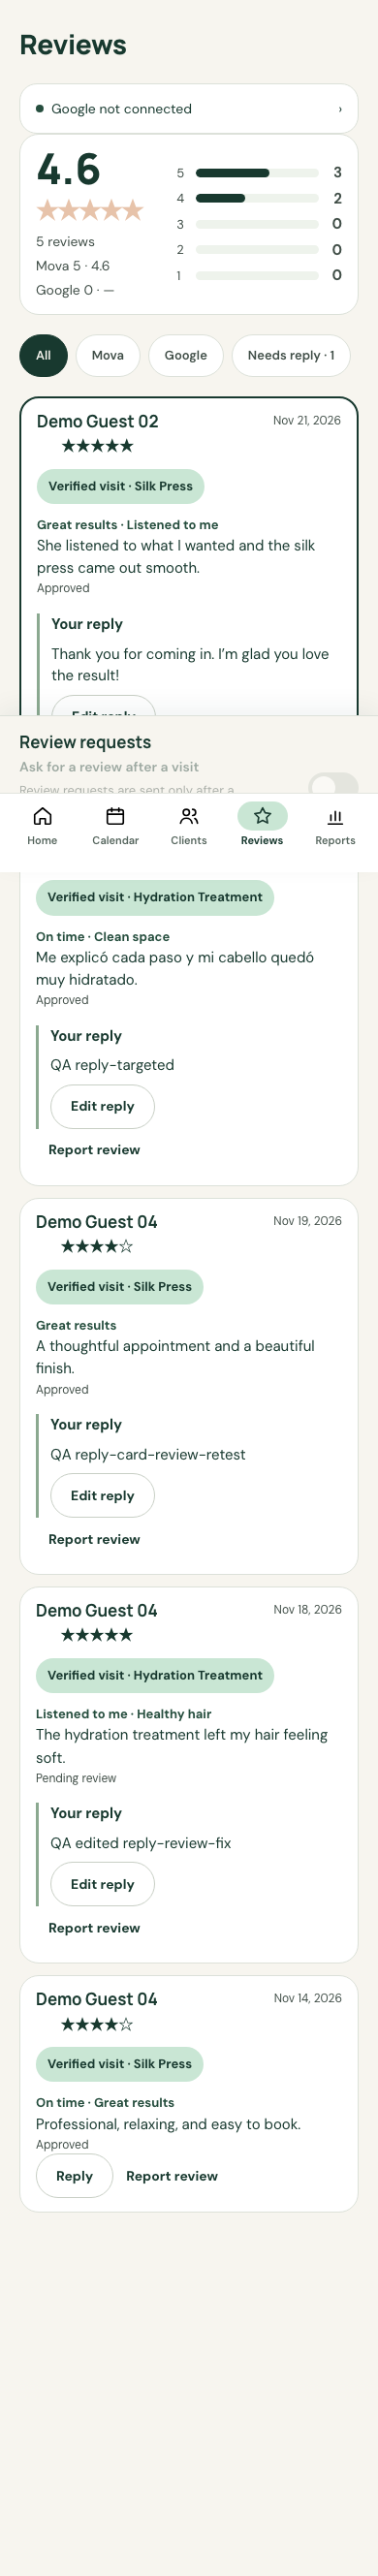 Reviews
Google not connected ›
4.6
★★★★★
5 reviews
Mova 5 · 4.6
Google 0 · —
5 3
4 2
3 0
2 0
1 0
All Mova Google Needs reply · 1
Demo Guest 02 Nov 21, 2026
★★★★★
Verified visit · Silk Press
Great results · Listened to me
She listened to what I wanted and the silk
press came out smooth.
Approved
Your reply
Thank you for coming in. I’m glad you love
the result!
Edit reply
Review requests
Ask for a review after a visit
Review requests are sent only after a
Home Calendar Clients Reviews Reports
Verified visit · Hydration Treatment
On time · Clean space
Me explicó cada paso y mi cabello quedó
muy hidratado.
Approved
Your reply
QA reply-targeted
Edit reply
Report review
Demo Guest 04 Nov 19, 2026
★★★★☆
Verified visit · Silk Press
Great results
A thoughtful appointment and a beautiful
finish.
Approved
Your reply
QA reply-card-review-retest
Edit reply
Report review
Demo Guest 04 Nov 18, 2026
★★★★★
Verified visit · Hydration Treatment
Listened to me · Healthy hair
The hydration treatment left my hair feeling
soft.
Pending review
Your reply
QA edited reply-review-fix
Edit reply
Report review
Demo Guest 04 Nov 14, 2026
★★★★☆
Verified visit · Silk Press
On time · Great results
Professional, relaxing, and easy to book.
Approved
Reply Report review